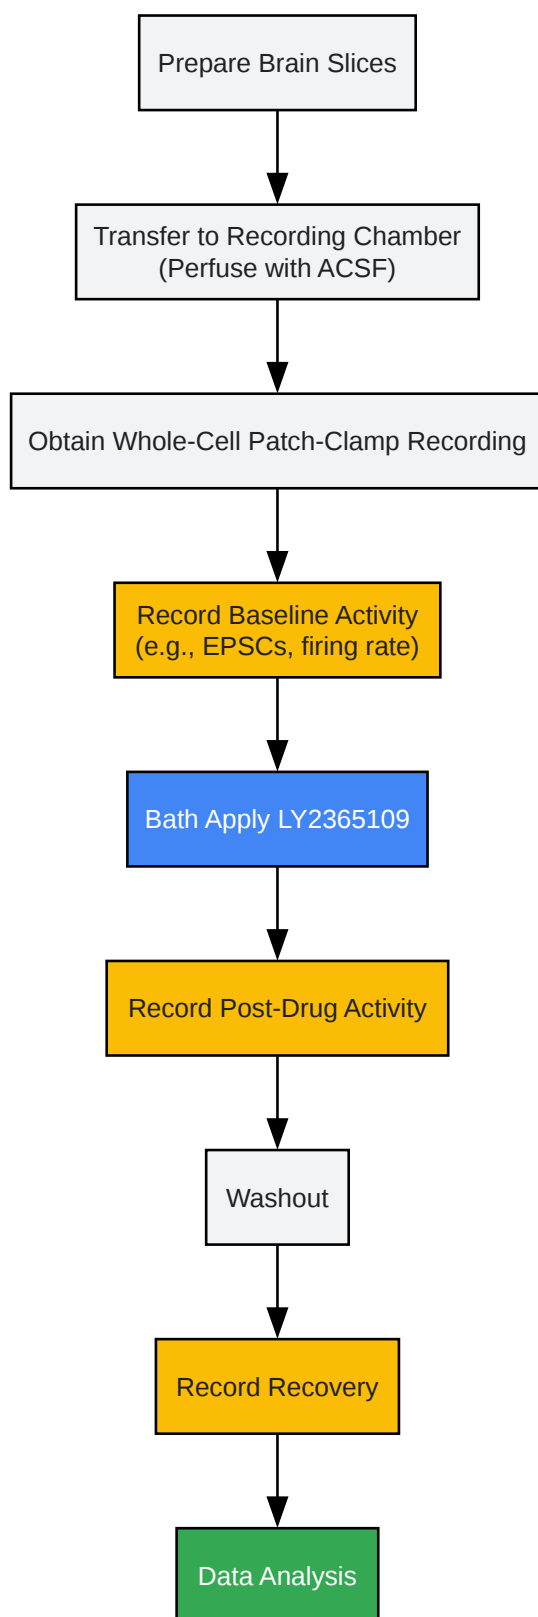 Prepare Brain Slices
Transfer to Recording Chamber
(Perfuse with ACSF)
Obtain Whole-Cell Patch-Clamp Recording
Record Baseline Activity
(e.g., EPSCs, firing rate)
Bath Apply LY2365109
Record Post-Drug Activity
Washout
Record Recovery
Data Analysis